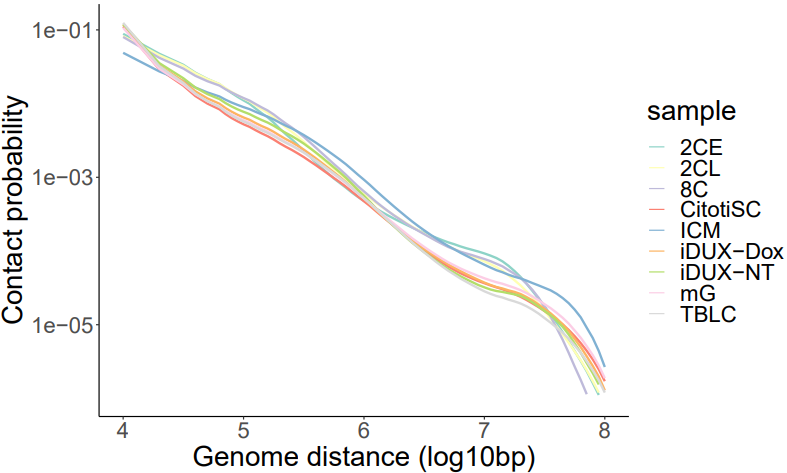 1e−01
1e−03
1e−05
Contact probability
4 5 6 7 8
Genome distance (log10bp)
sample
2CE
2CL
8C
CitotiSC
ICM
iDUX−Dox
iDUX−NT
mG
TBLC